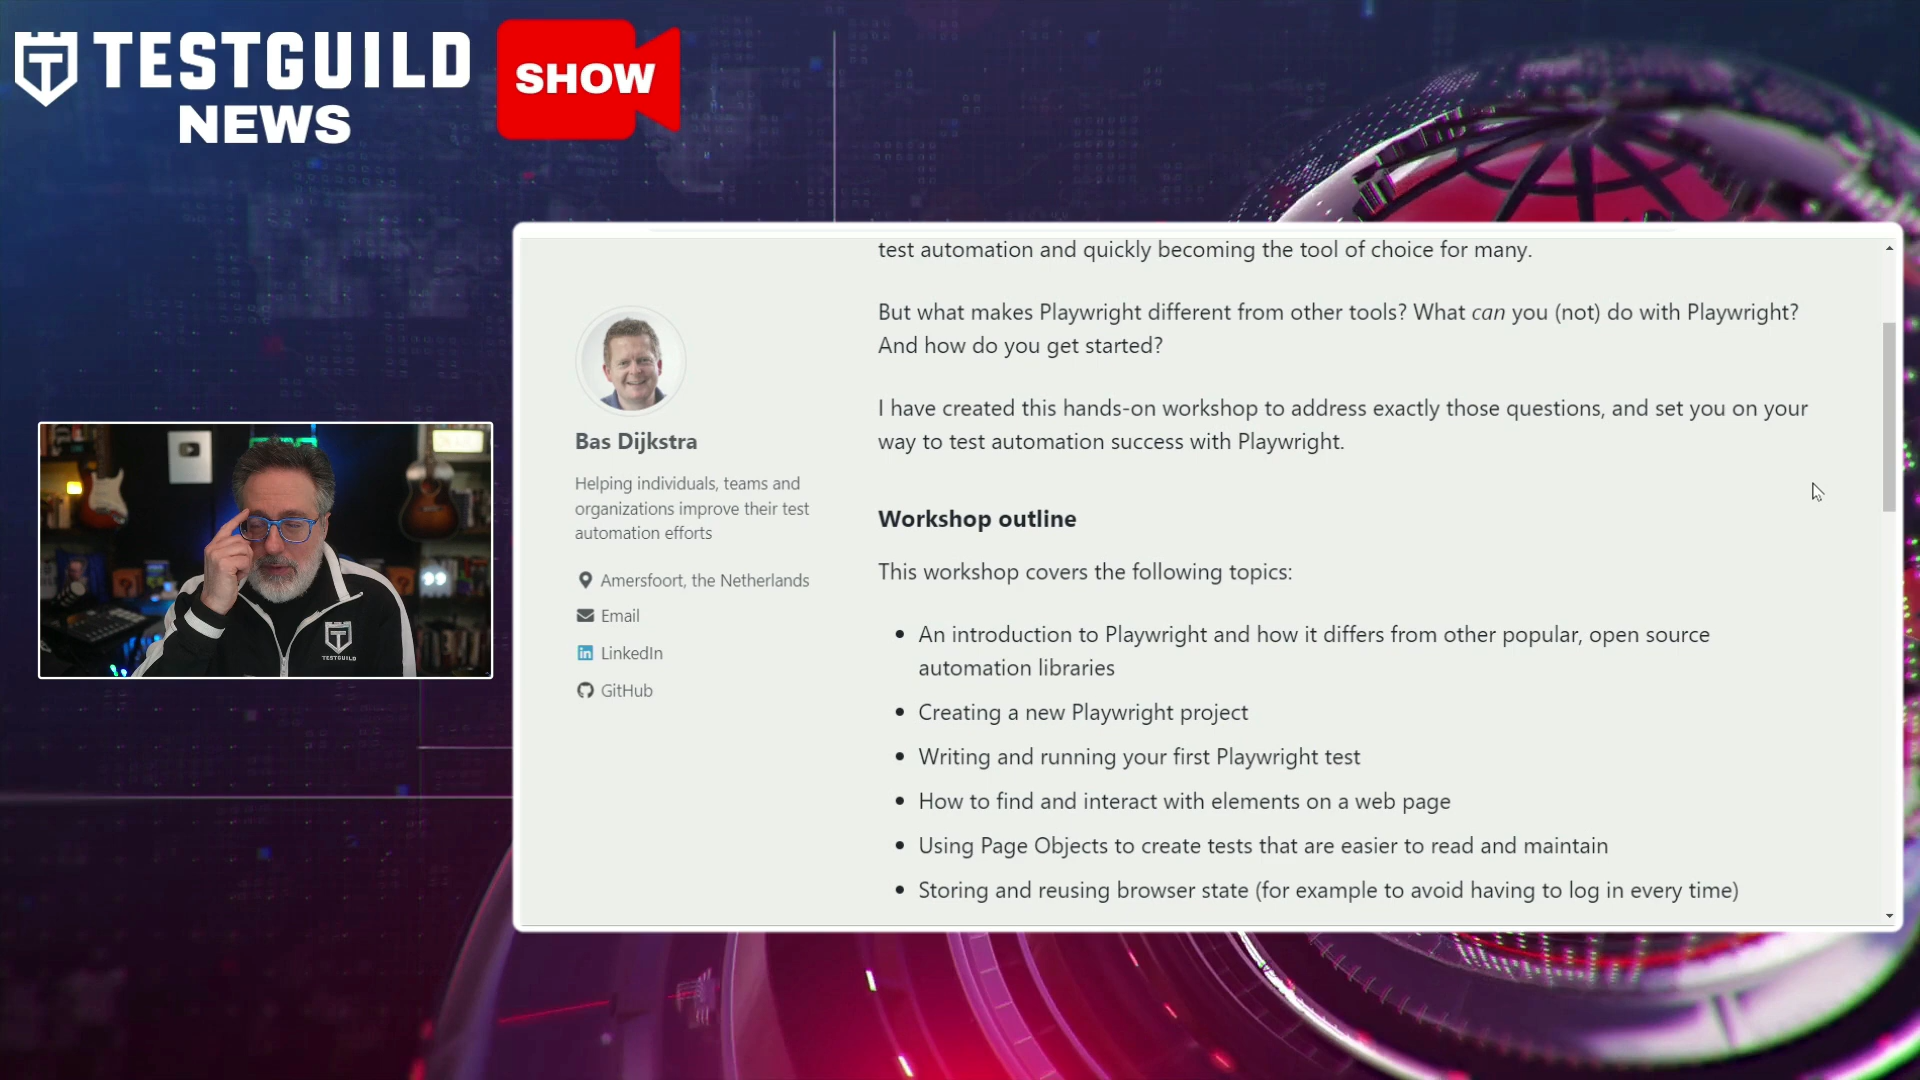 TESTGUILD
NEWS
SHOW
test automation and quickly becoming the tool of choice for many.
But what makes Playwright different from other tools? What can you (not) do with Playwright?
And how do you get started?
I have created this hands-on workshop to address exactly those questions, and set you on your
way to test automation success with Playwright.
Workshop outline
This workshop covers the following topics:
• An introduction to Playwright and how it differs from other popular, open source
automation libraries
• Creating a new Playwright project
• Writing and running your first Playwright test
• How to find and interact with elements on a web page
• Using Page Objects to create tests that are easier to read and maintain
• Storing and reusing browser state (for example to avoid having to log in every time)
Bas Dijkstra
Helping individuals, teams and
organizations improve their test
automation efforts
Amersfoort, the Netherlands
Email
LinkedIn
GitHub
TESTGUILD